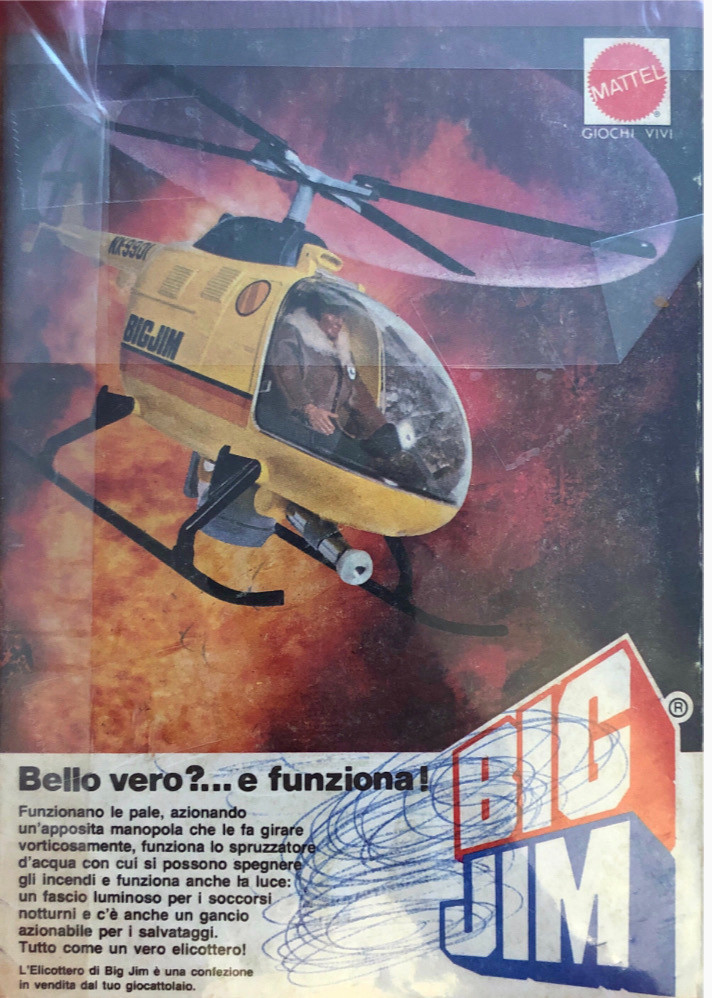 MATTEL
®
GIOCHI VIVI
BIG JIM
Bello vero?... e funziona!
Funzionano le pale, azionando
un'apposita manopola che le fa girare
vorticosamente, funziona lo spruzzatore
d'acqua con cui si possono spegnere
gli incendi e funziona anche la luce:
un fascio luminoso per i soccorsi
notturni e c'è anche un gancio
azionabile per i salvataggi.
Tutto come un vero elicottero!
L'Elicottero di Big Jim è una confezione
in vendita dal tuo giocattolaio.
BIG
®
JIM